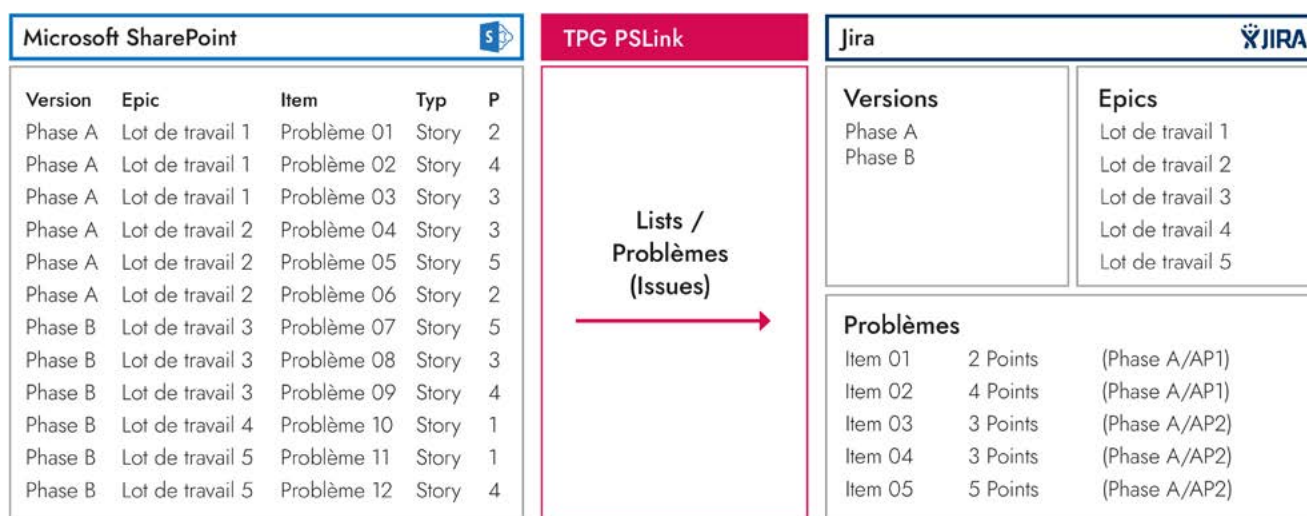 Microsoft SharePoint
S
Version Epic Item Typ P
Phase A Lot de travail 1 Problème 01 Story 2
Phase A Lot de travail 1 Problème 02 Story 4
Phase A Lot de travail 1 Problème 03 Story 3
Phase A Lot de travail 2 Problème 04 Story 3
Phase A Lot de travail 2 Problème 05 Story 5
Phase A Lot de travail 2 Problème 06 Story 2
Phase B Lot de travail 3 Problème 07 Story 5
Phase B Lot de travail 3 Problème 08 Story 3
Phase B Lot de travail 3 Problème 09 Story 4
Phase B Lot de travail 4 Problème 10 Story 1
Phase B Lot de travail 5 Problème 11 Story 1
Phase B Lot de travail 5 Problème 12 Story 4
TPG PSLink
Lists /
Problèmes
(Issues)
Jira
JIRA
Versions
Phase A
Phase B
Epics
Lot de travail 1
Lot de travail 2
Lot de travail 3
Lot de travail 4
Lot de travail 5
Problèmes
Item 01 2 Points (Phase A/AP1)
Item 02 4 Points (Phase A/AP1)
Item 03 3 Points (Phase A/AP2)
Item 04 3 Points (Phase A/AP2)
Item 05 5 Points (Phase A/AP2)